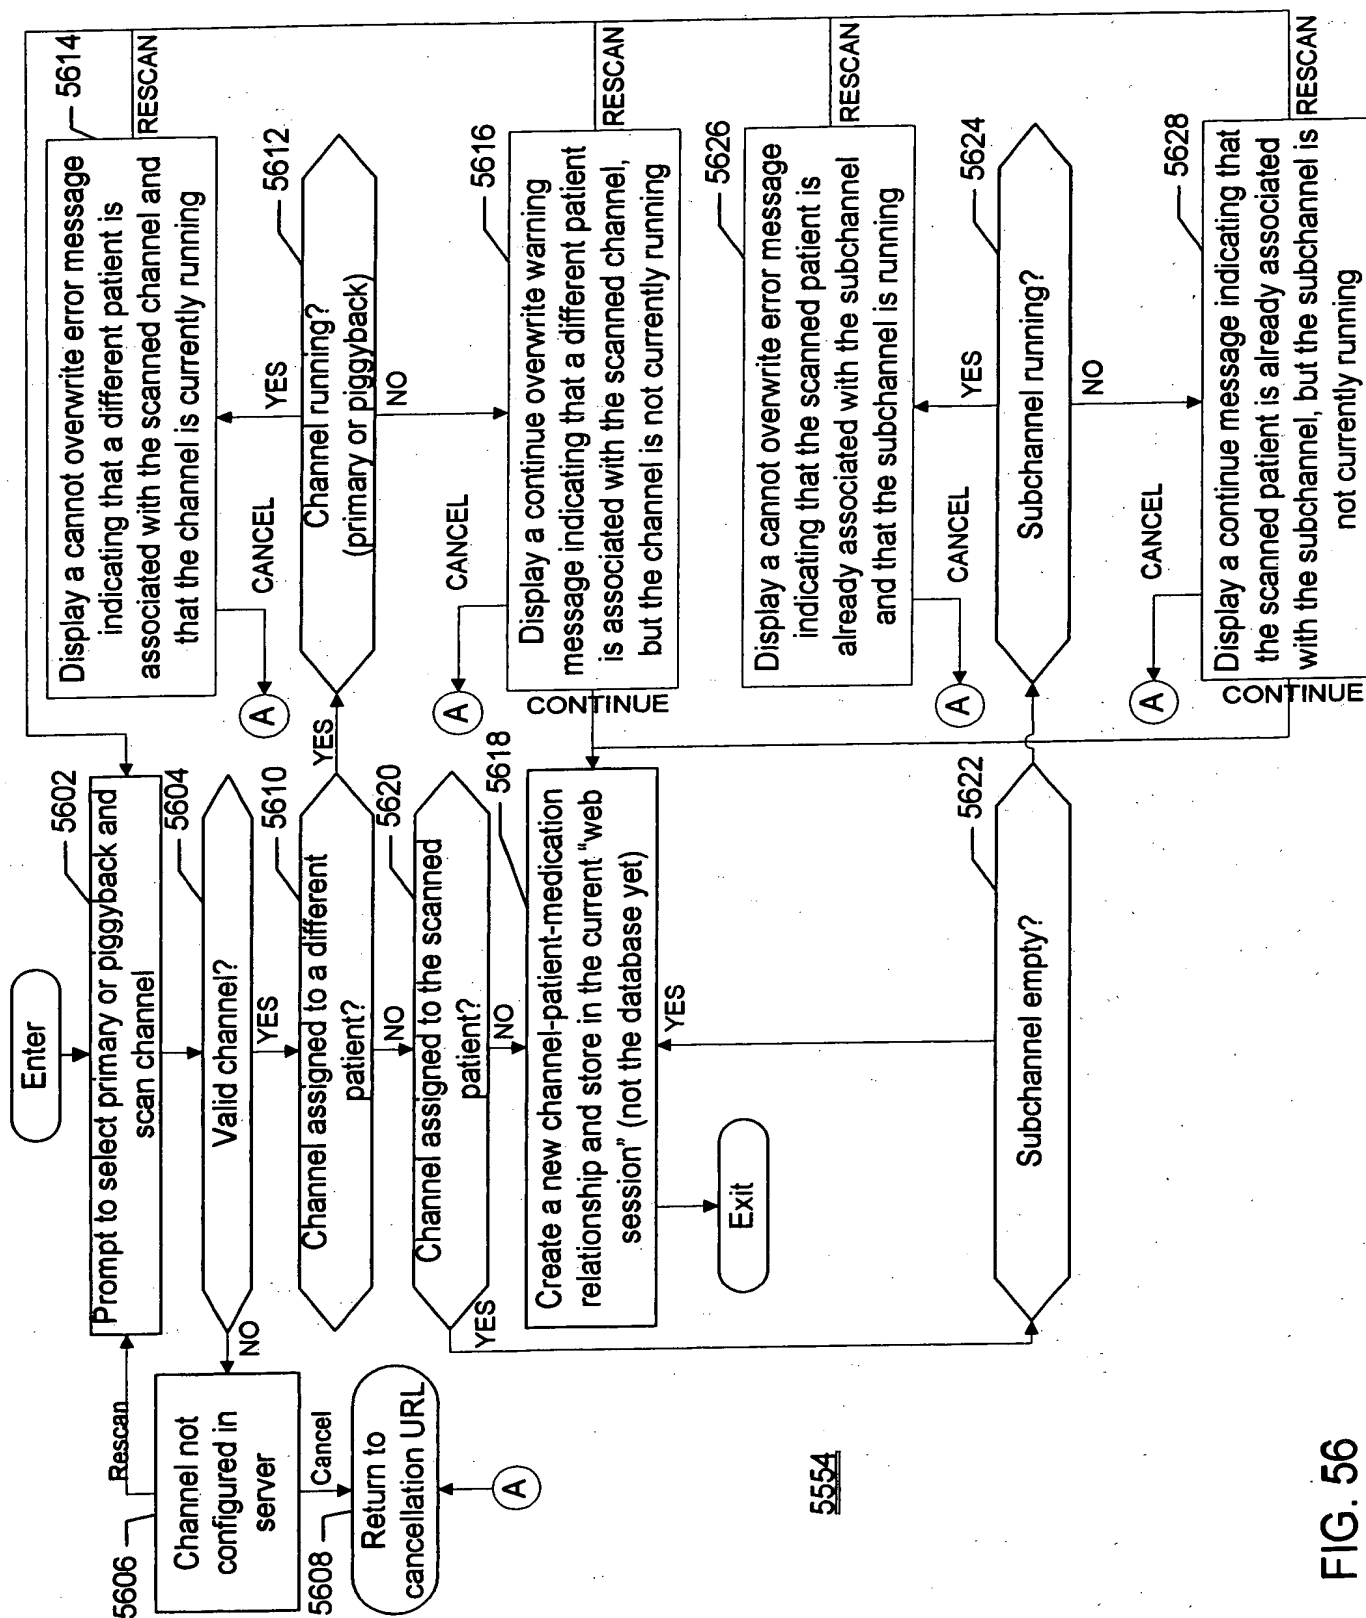 Enter
5602
Prompt to select primary or piggyback and
scan channel
5604
Valid channel?
NO
YES
5606
Channel not
configured in
server
Rescan
Cancel
5608
Return to
cancellation URL
A
5610
Channel assigned to a different
patient?
YES
NO
5620
Channel assigned to the scanned
patient?
YES
NO
5618
Create a new channel-patient-medication
relationship and store in the current “web
session” (not the database yet)
YES
Exit
5622
Subchannel empty?
5614
Display a cannot overwrite error message
indicating that a different patient is
associated with the scanned channel and
that the channel is currently running
RESCAN
CANCEL
A
YES
5612
Channel running?
(primary or piggyback)
NO
5616
Display a continue overwrite warning
message indicating that a different patient
is associated with the scanned channel,
but the channel is not currently running
RESCAN
CANCEL
A
CONTINUE
5626
Display a cannot overwrite error message
indicating that the scanned patient is
already associated with the subchannel
and that the subchannel is running
RESCAN
CANCEL
A
YES
5624
Subchannel running?
NO
5628
Display a continue message indicating that
the scanned patient is already associated
with the subchannel, but the subchannel is
not currently running
RESCAN
CANCEL
A
CONTINUE
5554
FIG. 56